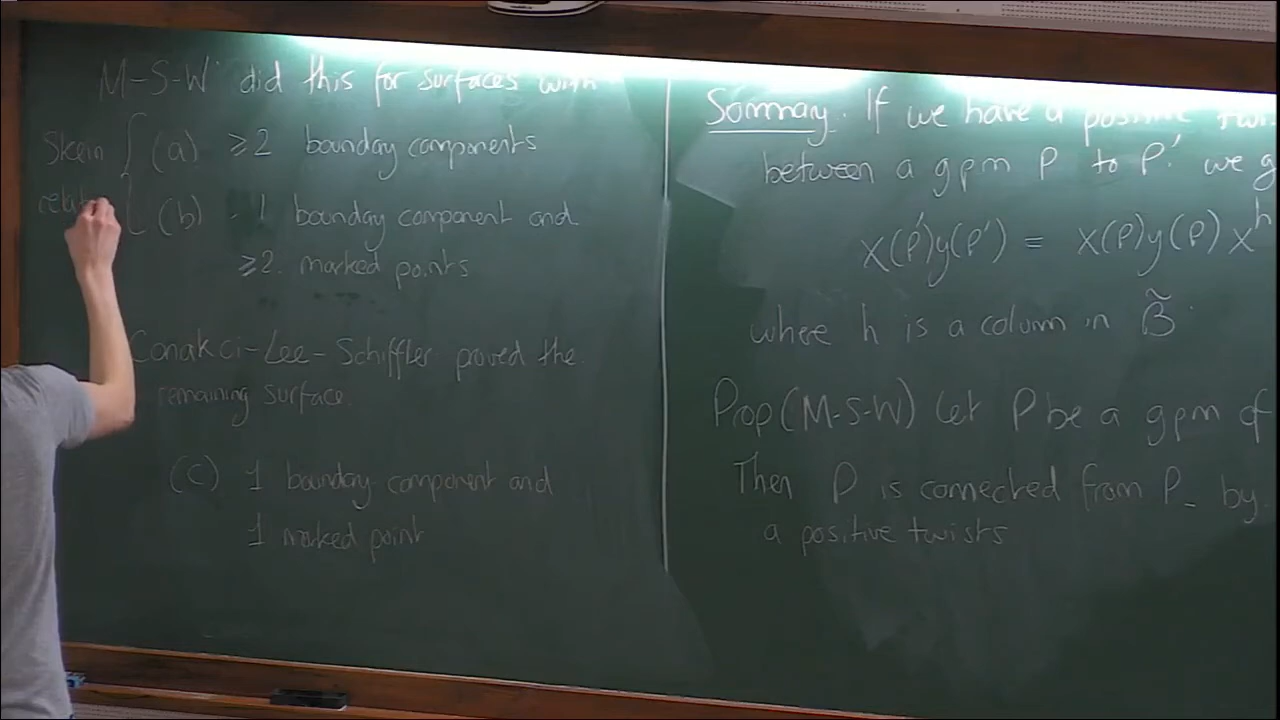 M-S-W did this for surfaces with
Skein (a) ≥2 boundary components
(b) 1 boundary component and
≥2 marked points
Canakci-Lee-Schiffler proved the
remaining surface
(c) 1 boundary component and
1 marked point
Summary. If we have a positive twis
between a gpm P to P' we g
x(P')y(P') = x(P)y(P) x^h
where h is a column in B̃
Prop (M-S-W) Let P be a gpm of
Then P is connected from P_ by
a positive twists